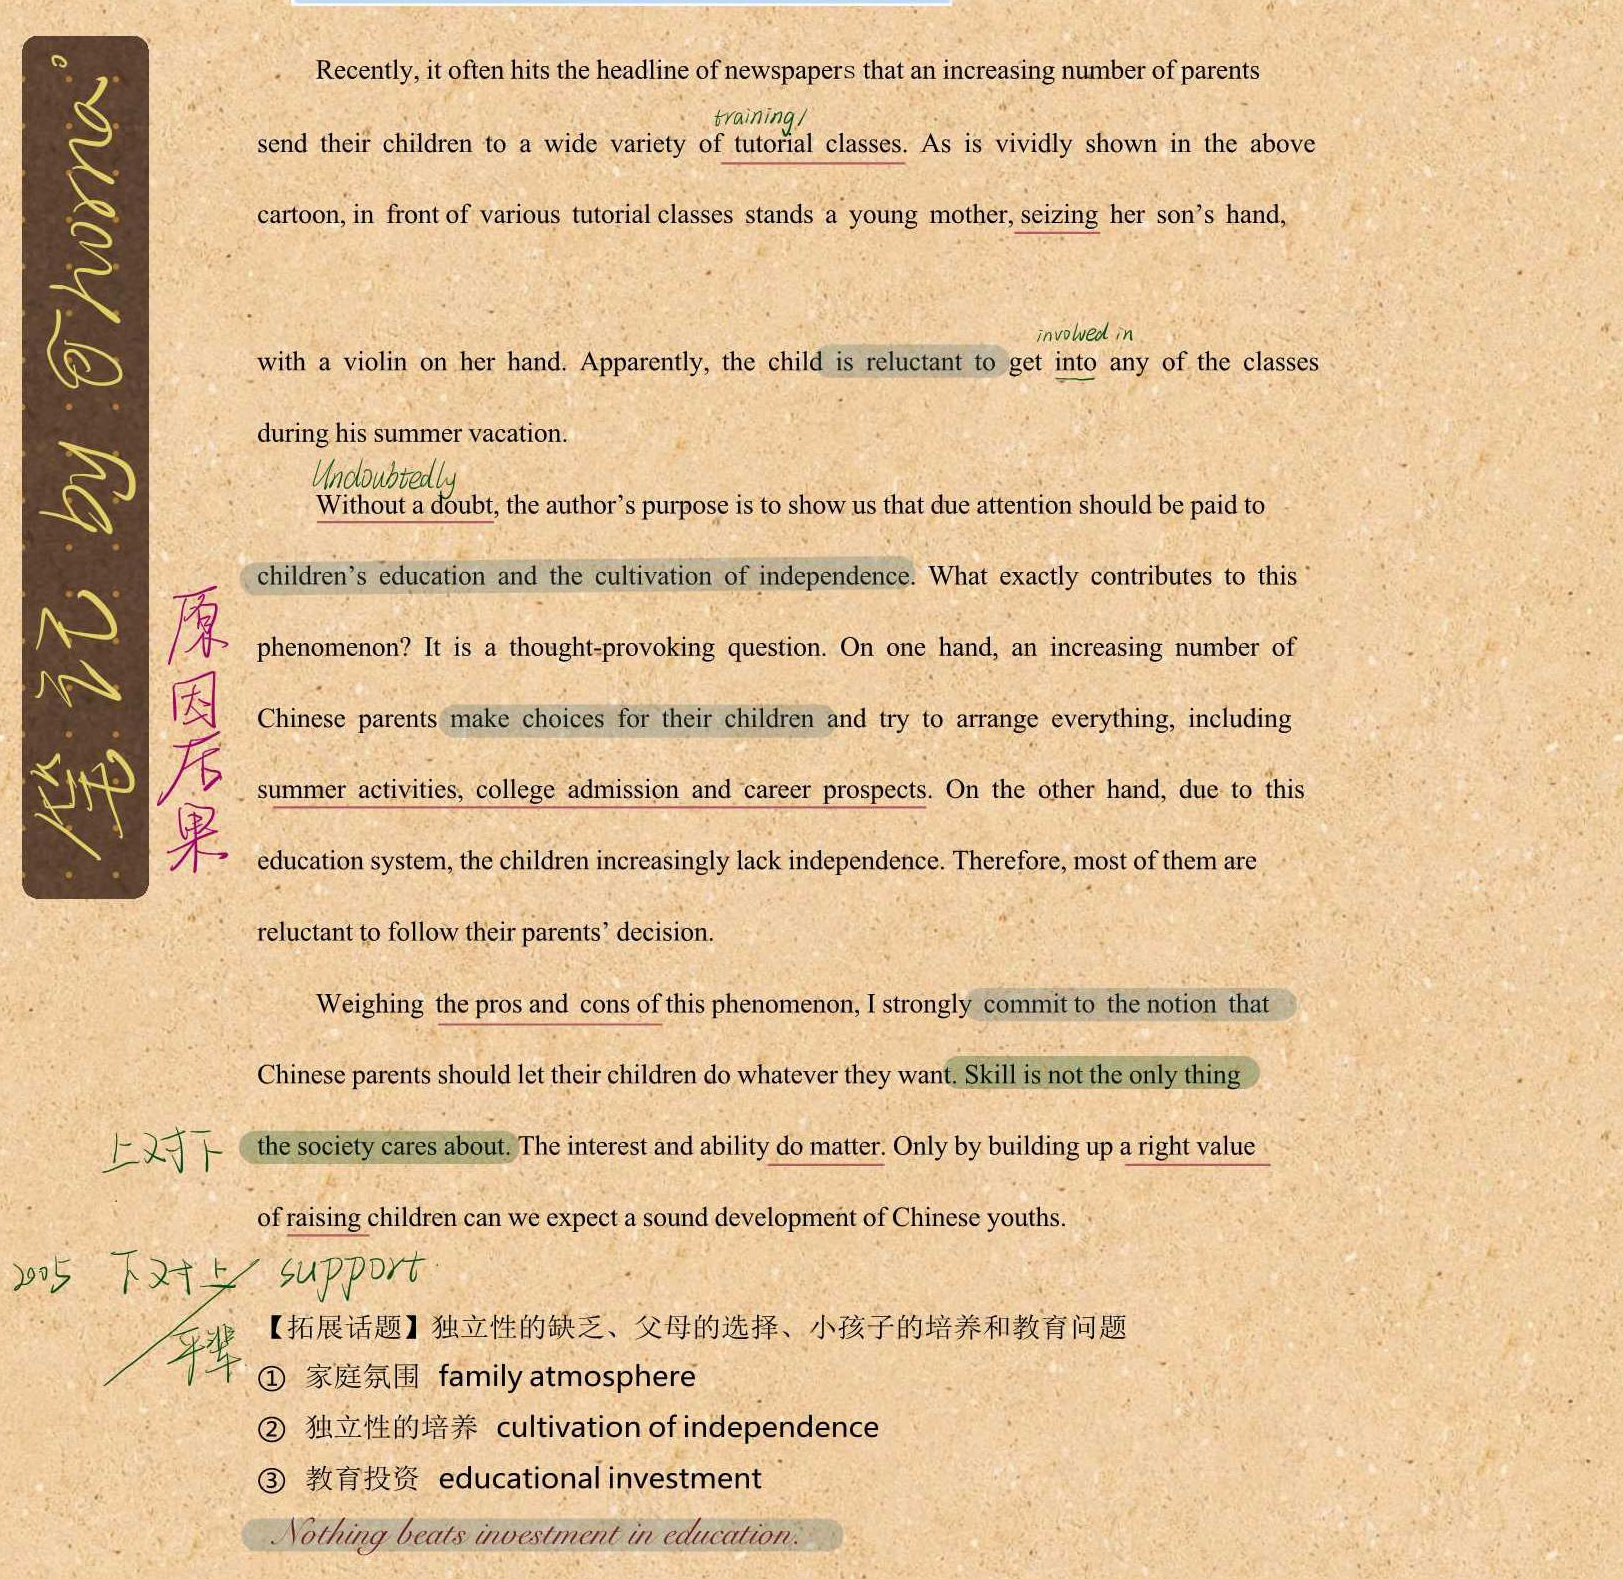 Recently, it often hits the headline of newspapers that an increasing number of parents
training/
send their children to a wide variety of tutorial classes. As is vividly shown in the above
cartoon, in front of various tutorial classes stands a young mother, seizing her son’s hand,
involved in
with a violin on her hand. Apparently, the child is reluctant to get into any of the classes
during his summer vacation.
Undoubtedly
Without a doubt, the author’s purpose is to show us that due attention should be paid to
children’s education and the cultivation of independence. What exactly contributes to this
phenomenon? It is a thought-provoking question. On one hand, an increasing number of
Chinese parents make choices for their children and try to arrange everything, including
summer activities, college admission and career prospects. On the other hand, due to this
education system, the children increasingly lack independence. Therefore, most of them are
reluctant to follow their parents’ decision.
Weighing the pros and cons of this phenomenon, I strongly commit to the notion that
Chinese parents should let their children do whatever they want. Skill is not the only thing
the society cares about. The interest and ability do matter. Only by building up a right value
of raising children can we expect a sound development of Chinese youths.
笔记 by @
原因后果
上对下
2005 下对上 support
平辈
【拓展话题】独立性的缺乏、父母的选择、小孩子的培养和教育问题
① 家庭氛围 family atmosphere
② 独立性的培养 cultivation of independence
③ 教育投资 educational investment
Nothing beats investment in education.